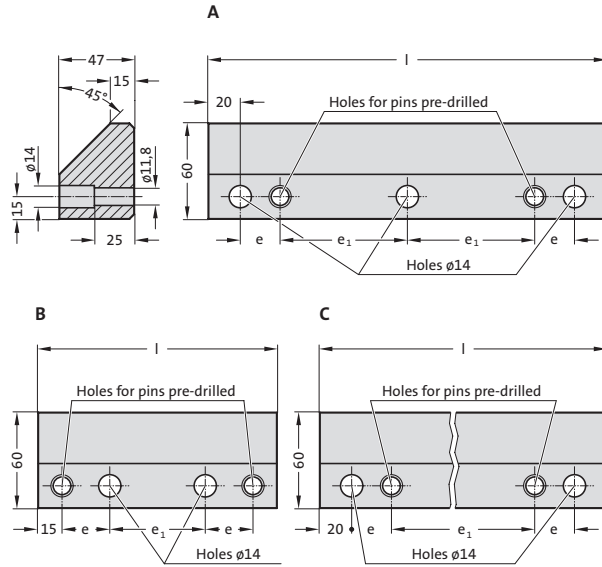 A
47
15
45°
ø14
ø11,8
15
25
l
20
Holes for pins pre-drilled
60
e
e₁
e₁
e
Holes ø14
B
l
Holes for pins pre-drilled
60
15
e
e₁
e
Holes ø14
C
l
Holes for pins pre-drilled
60
20
e
e₁
e
Holes ø14